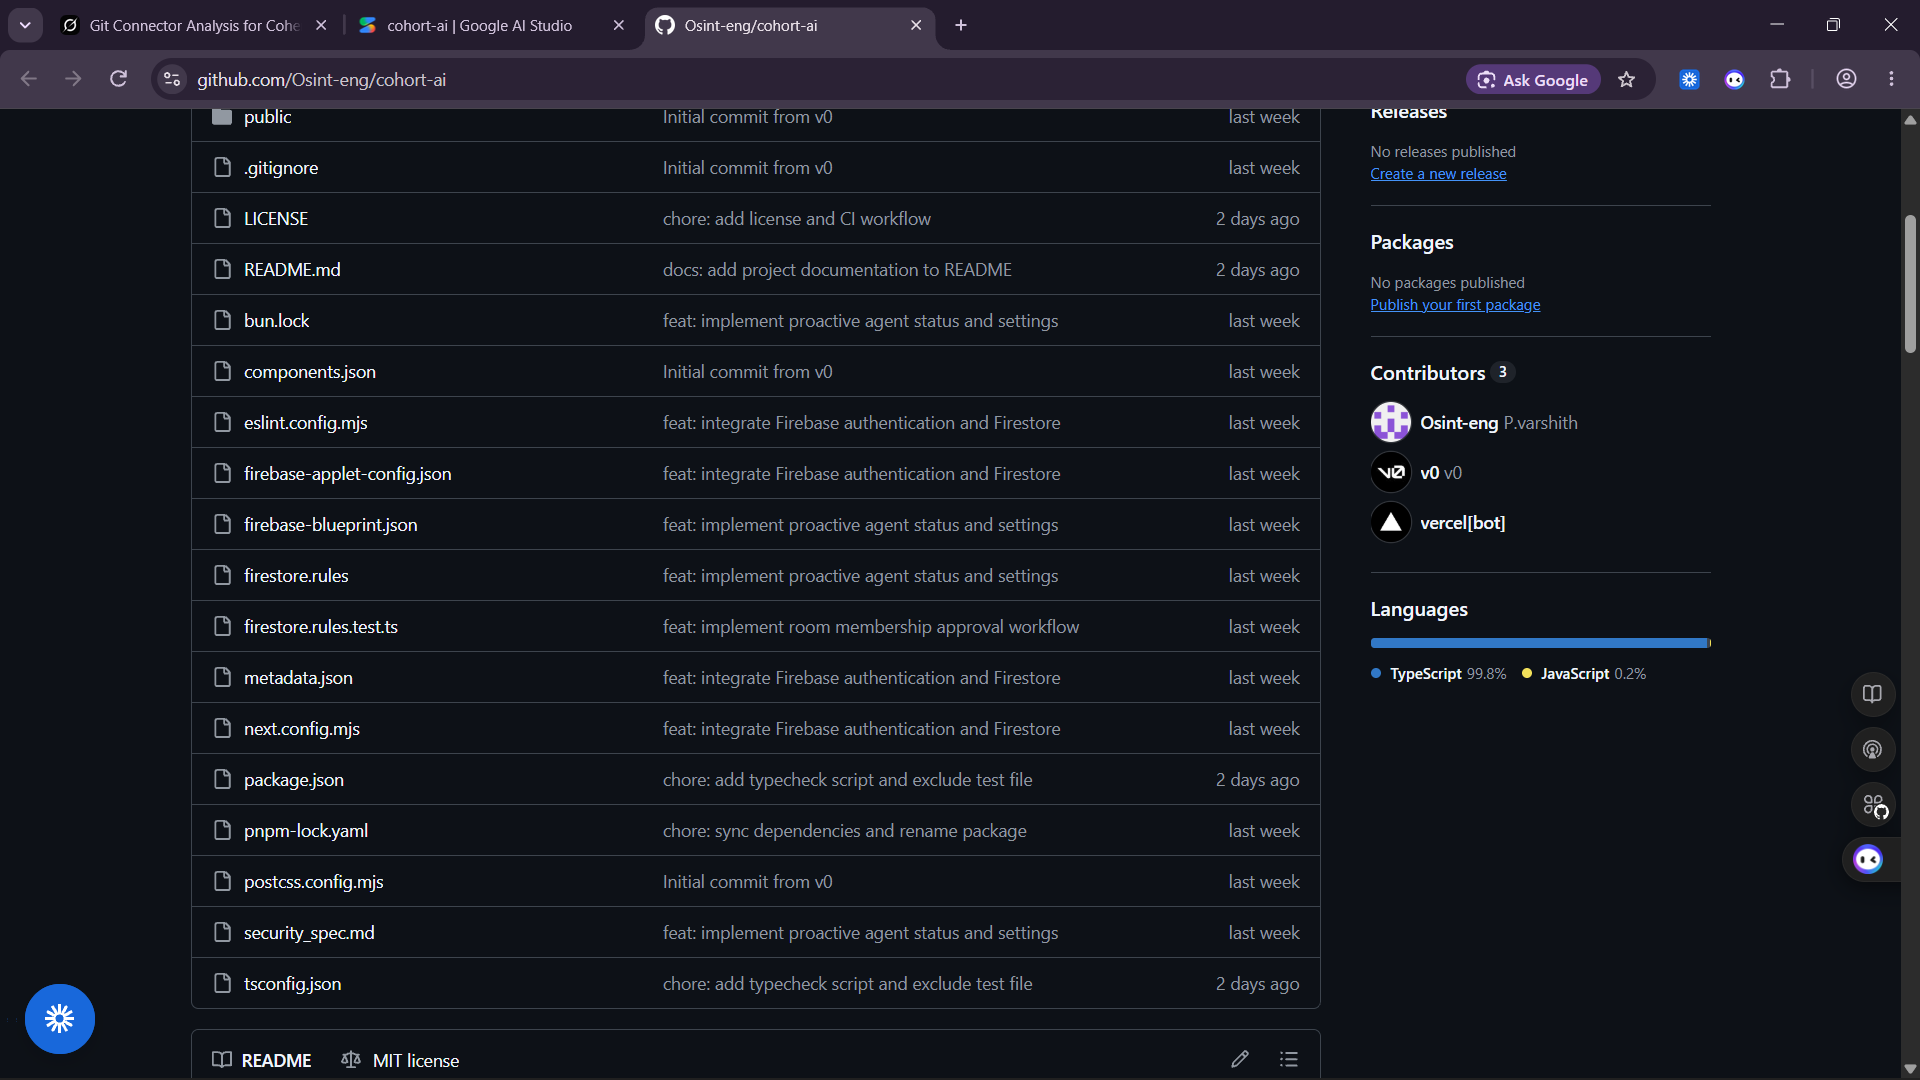 Git Connector Analysis for Cohe
cohort-ai | Google AI Studio
Osint-eng/cohort-ai
github.com/Osint-eng/cohort-ai
Ask Google
public Initial commit from v0 last week
.gitignore Initial commit from v0 last week
LICENSE chore: add license and CI workflow 2 days ago
README.md docs: add project documentation to README 2 days ago
bun.lock feat: implement proactive agent status and settings last week
components.json Initial commit from v0 last week
eslint.config.mjs feat: integrate Firebase authentication and Firestore last week
firebase-applet-config.json feat: integrate Firebase authentication and Firestore last week
firebase-blueprint.json feat: implement proactive agent status and settings last week
firestore.rules feat: implement proactive agent status and settings last week
firestore.rules.test.ts feat: implement room membership approval workflow last week
metadata.json feat: integrate Firebase authentication and Firestore last week
next.config.mjs feat: integrate Firebase authentication and Firestore last week
package.json chore: add typecheck script and exclude test file 2 days ago
pnpm-lock.yaml chore: sync dependencies and rename package last week
postcss.config.mjs Initial commit from v0 last week
security_spec.md feat: implement proactive agent status and settings last week
tsconfig.json chore: add typecheck script and exclude test file 2 days ago
README MIT license
Releases
No releases published
Create a new release
Packages
No packages published
Publish your first package
Contributors 3
Osint-eng P.varshith
v0 v0 v0
vercel[bot]
Languages
TypeScript 99.8% JavaScript 0.2%